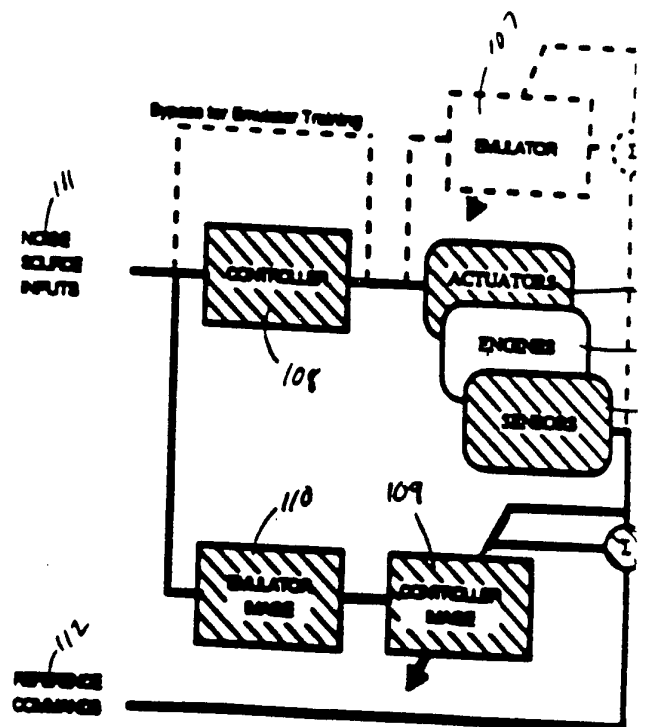 107
Bypass for Emulator Training
EMULATOR
Σ
111
NOISE
SOURCE
INPUTS
CONTROLLER
ACTUATORS
ENGINES
108
SENSORS
110
109
Σ
EMULATOR
IMAGE
CONTROLLER
IMAGE
112
REFERENCE
COMMANDS